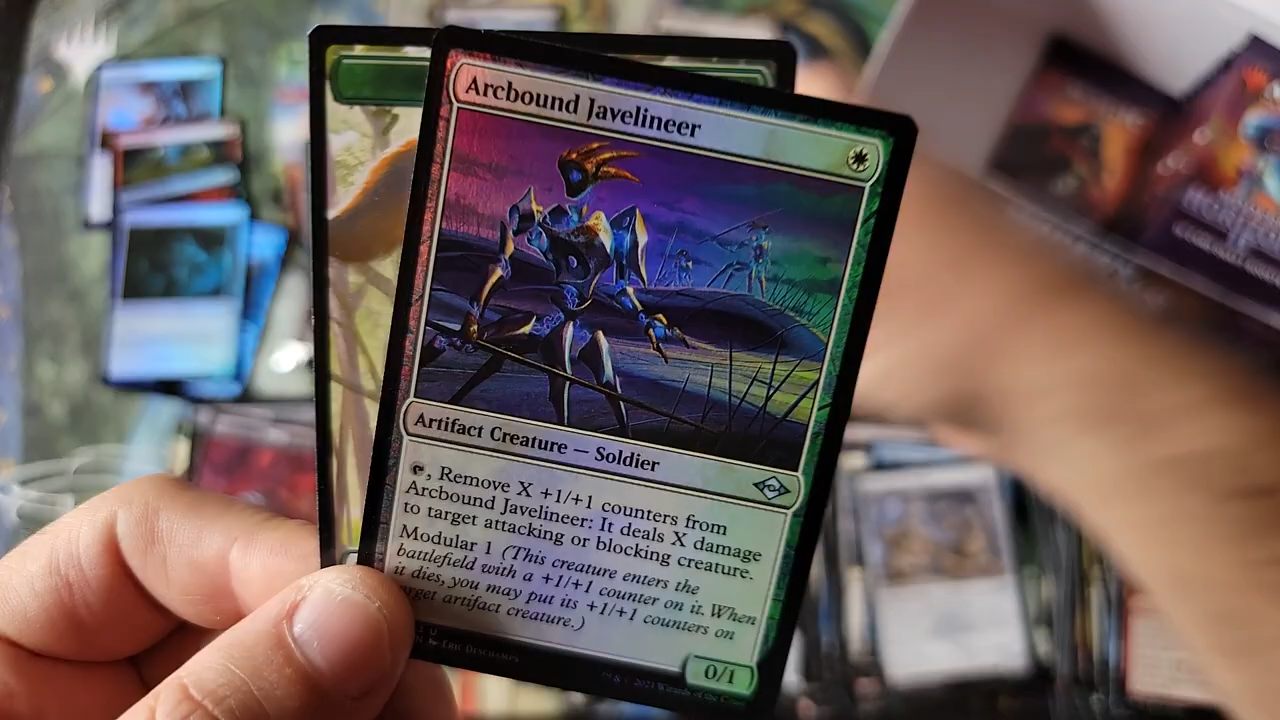 Arcbound Javelineer
Artifact Creature — Soldier
, Remove X +1/+1 counters from
Arcbound Javelineer: It deals X damage
to target attacking or blocking creature.
Modular 1 (This creature enters the
battlefield with a +1/+1 counter on it. When
it dies, you may put its +1/+1 counters on
target artifact creature.)
U
ERIC DESCHAMPS
0/1
™ & © 2021 Wizards of the Coast